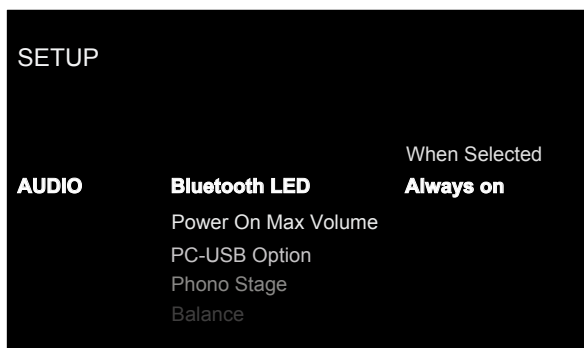 SETUP
When Selected
AUDIO Bluetooth LED Always on
Power On Max Volume
PC-USB Option
Phono Stage
Balance